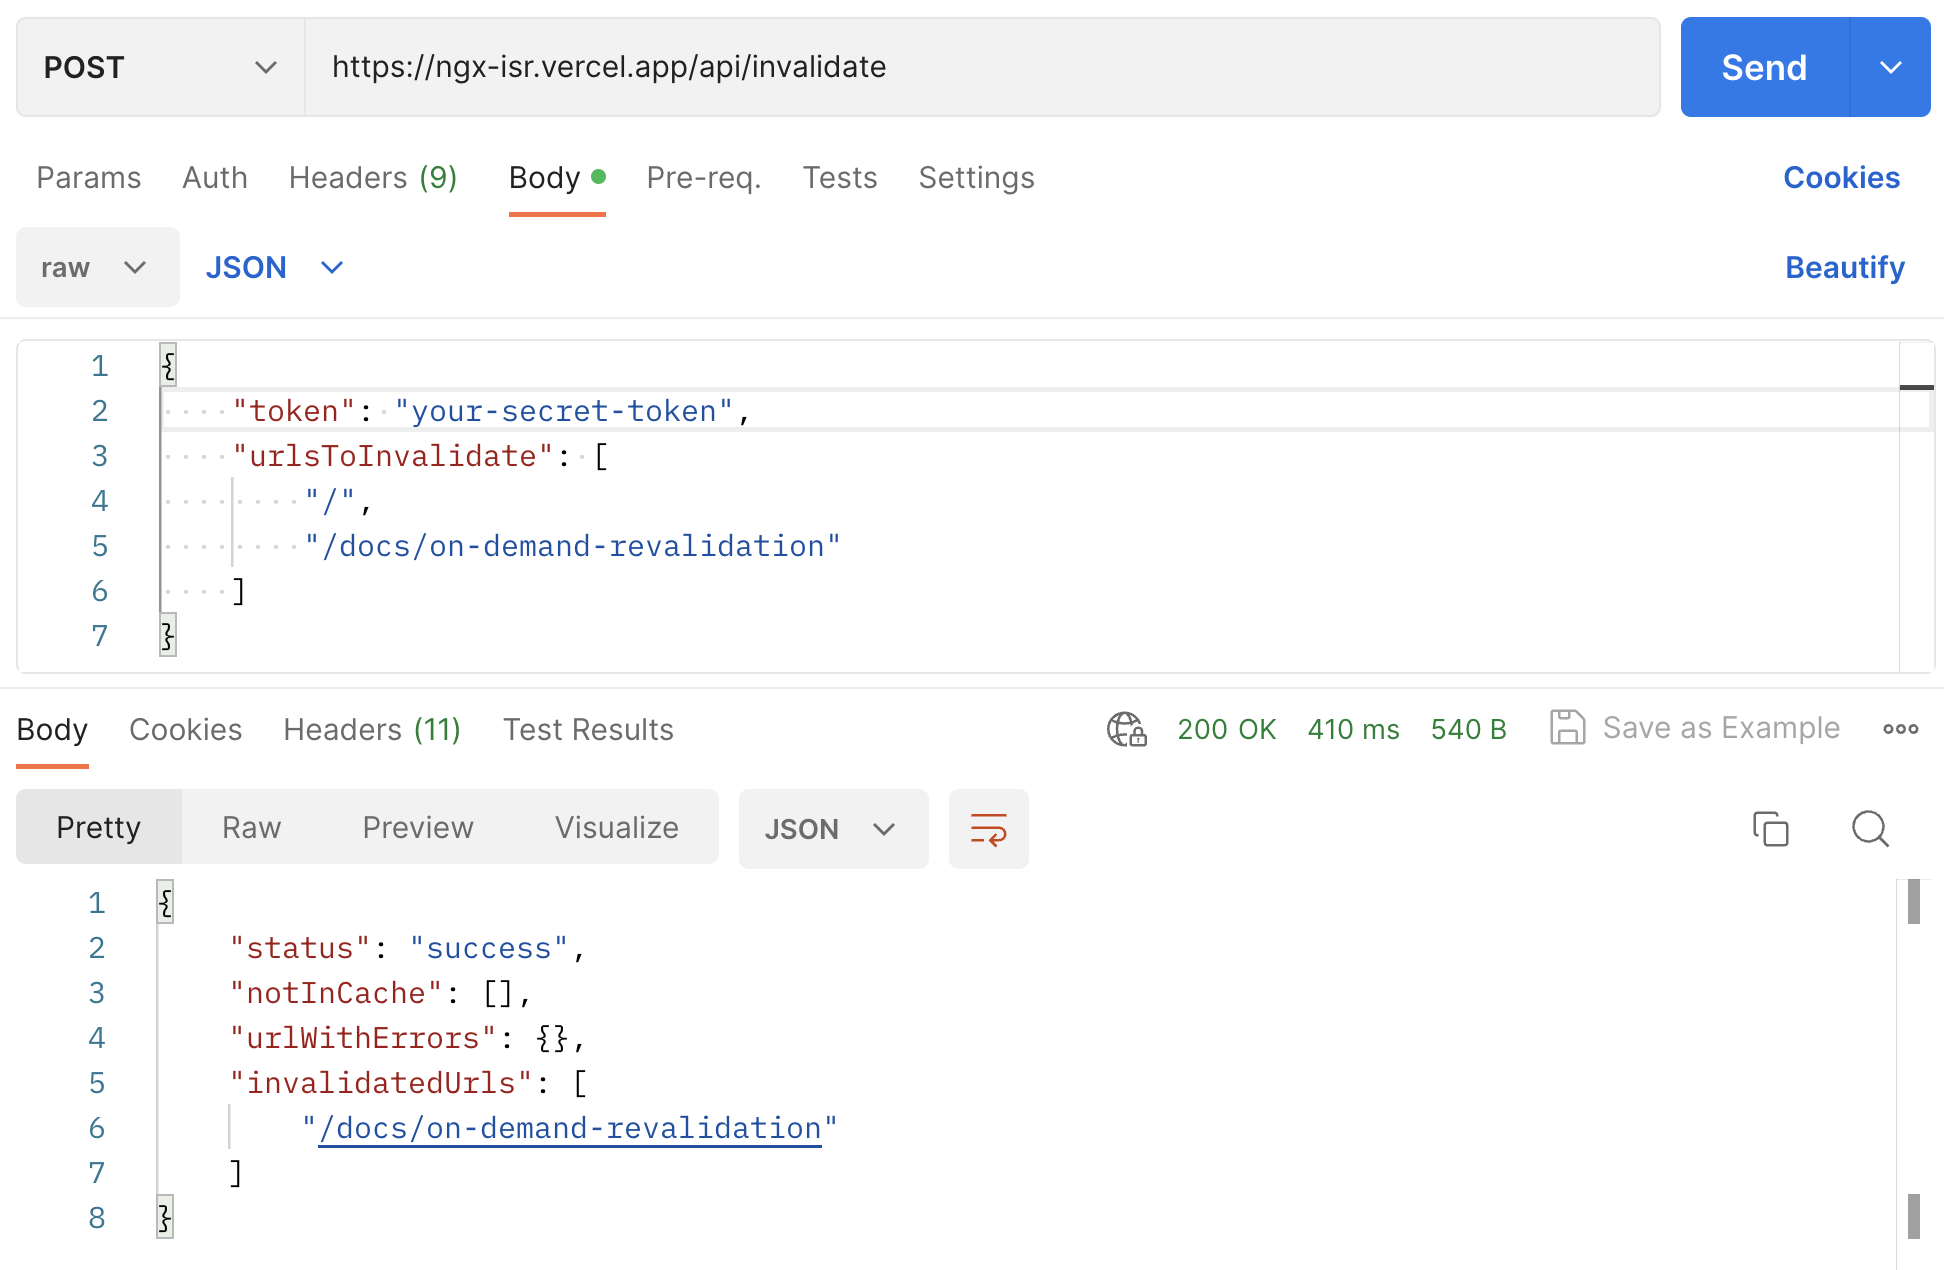 POST https://ngx-isr.vercel.app/api/invalidate Send
Params Auth Headers (9) Body Pre-req. Tests Settings Cookies
raw JSON Beautify
1 {
2 "token": "your-secret-token",
3 "urlsToInvalidate": [
4 "/",
5 "/docs/on-demand-revalidation"
6 ]
7 }
Body Cookies Headers (11) Test Results 200 OK 410 ms 540 B Save as Example
Pretty Raw Preview Visualize JSON
1 {
2 "status": "success",
3 "notInCache": [],
4 "urlWithErrors": {},
5 "invalidatedUrls": [
6 "/docs/on-demand-revalidation"
7 ]
8 }